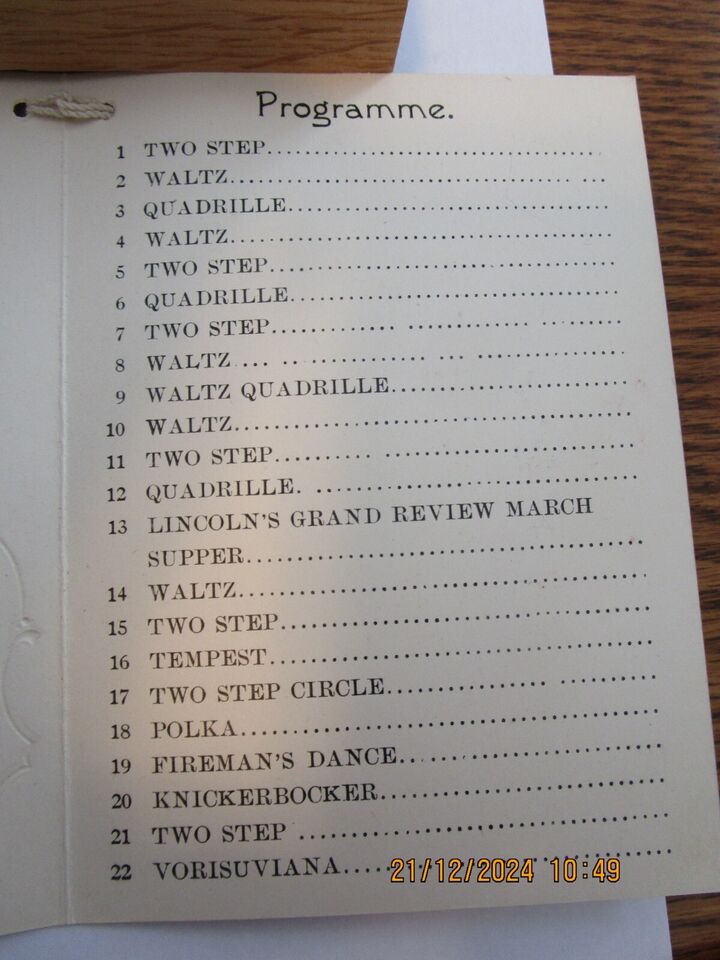 Programme.
1 TWO STEP....................................
2 WALTZ........................................ ...
3 QUADRILLE....................................
4 WALTZ..........................................
5 TWO STEP......................................
6 QUADRILLE....................................
7 TWO STEP.............. ............. .........
8 WALTZ.... .. ............... ... ................
9 WALTZ QUADRILLE..........................
10 WALTZ..........................................
11 TWO STEP.......... ...........................
12 QUADRILLE. ..................................
13 LINCOLN'S GRAND REVIEW MARCH
SUPPER.........................................
14 WALTZ..........................................
15 TWO STEP......................................
16 TEMPEST.......................................
17 TWO STEP CIRCLE................ ..........
18 POLKA..........................................
19 FIREMAN'S DANCE..........................
20 KNICKERBOCKER............................
21 TWO STEP ....................................
22 VORISUVIANA.................................
21/12/2024 10:49